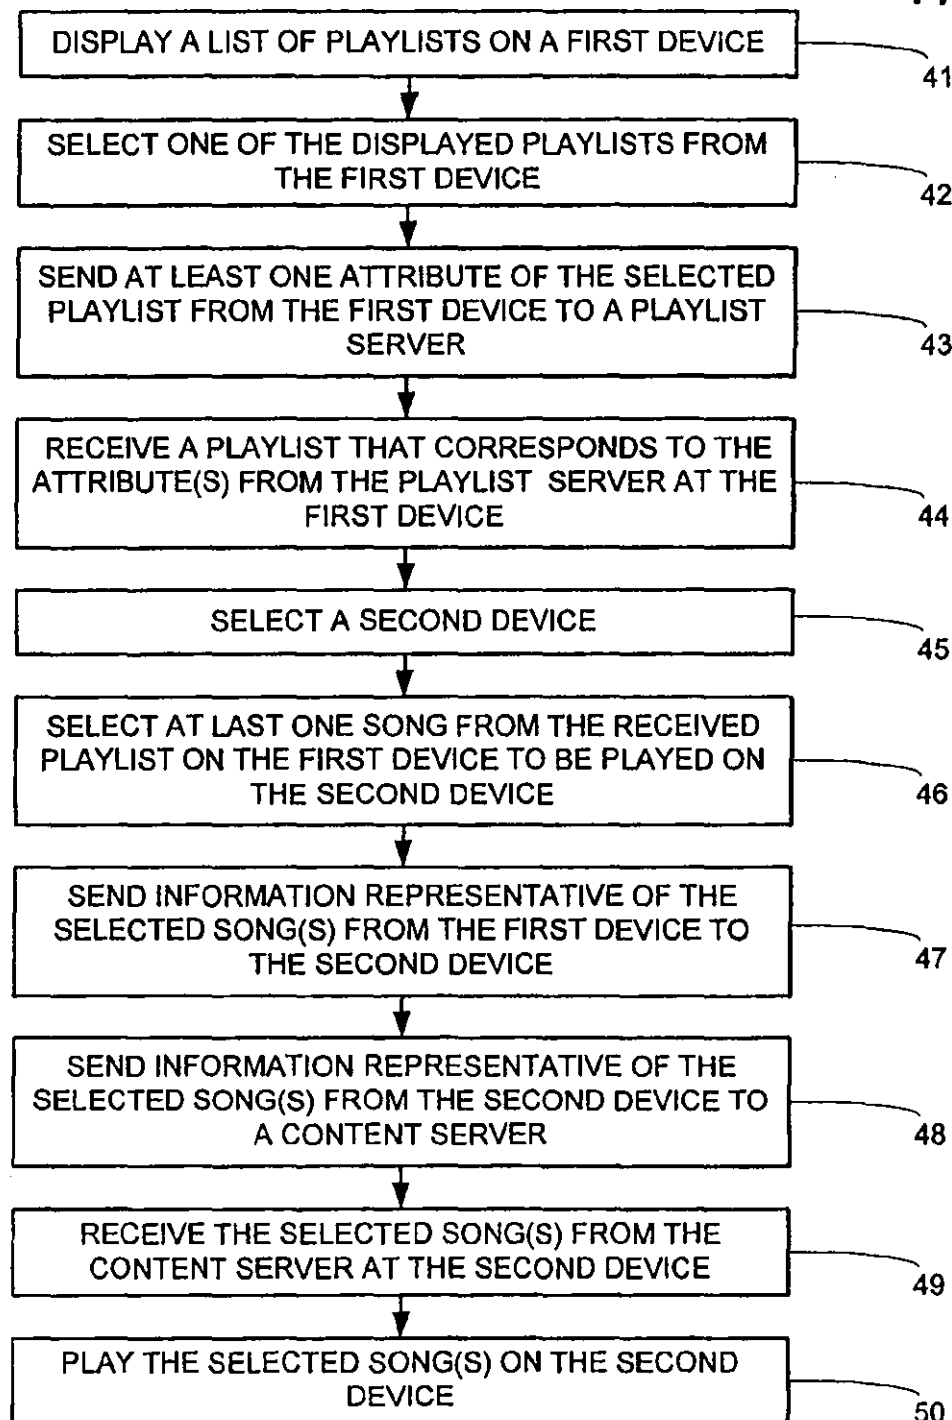 DISPLAY A LIST OF PLAYLISTS ON A FIRST DEVICE
41
SELECT ONE OF THE DISPLAYED PLAYLISTS FROM
THE FIRST DEVICE
42
SEND AT LEAST ONE ATTRIBUTE OF THE SELECTED
PLAYLIST FROM THE FIRST DEVICE TO A PLAYLIST
SERVER
43
RECEIVE A PLAYLIST THAT CORRESPONDS TO THE
ATTRIBUTE(S) FROM THE PLAYLIST SERVER AT THE
FIRST DEVICE
44
SELECT A SECOND DEVICE
45
SELECT AT LAST ONE SONG FROM THE RECEIVED
PLAYLIST ON THE FIRST DEVICE TO BE PLAYED ON
THE SECOND DEVICE
46
SEND INFORMATION REPRESENTATIVE OF THE
SELECTED SONG(S) FROM THE FIRST DEVICE TO
THE SECOND DEVICE
47
SEND INFORMATION REPRESENTATIVE OF THE
SELECTED SONG(S) FROM THE SECOND DEVICE TO
A CONTENT SERVER
48
RECEIVE THE SELECTED SONG(S) FROM THE
CONTENT SERVER AT THE SECOND DEVICE
49
PLAY THE SELECTED SONG(S) ON THE SECOND
DEVICE
50